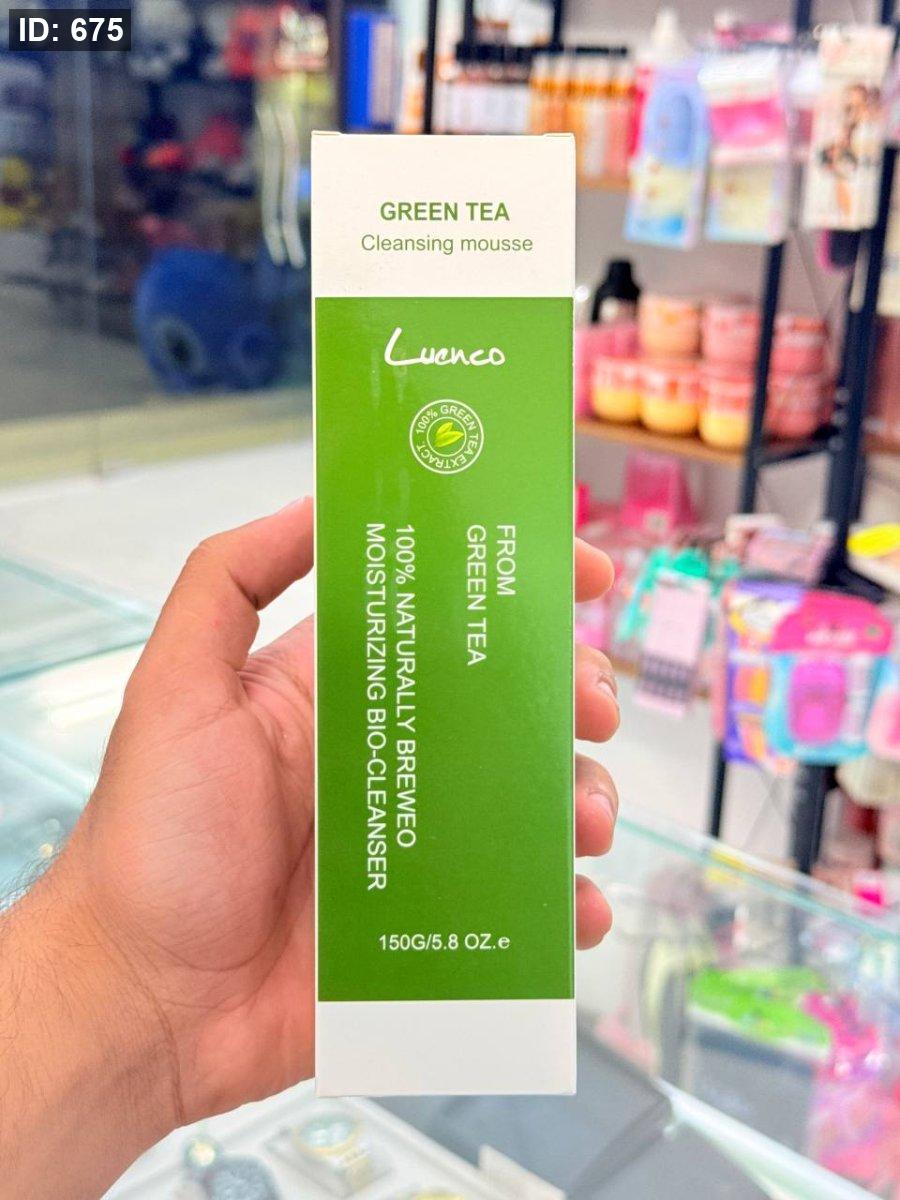 ID: 675
GREEN TEA
Cleansing mousse
Luenco
100% GREEN TEA EXTRACT
FROM
GREEN TEA
100% NATURALLY BREWEO
MOISTURIZING BIO-CLEANSER
150G/5.8 OZ.e